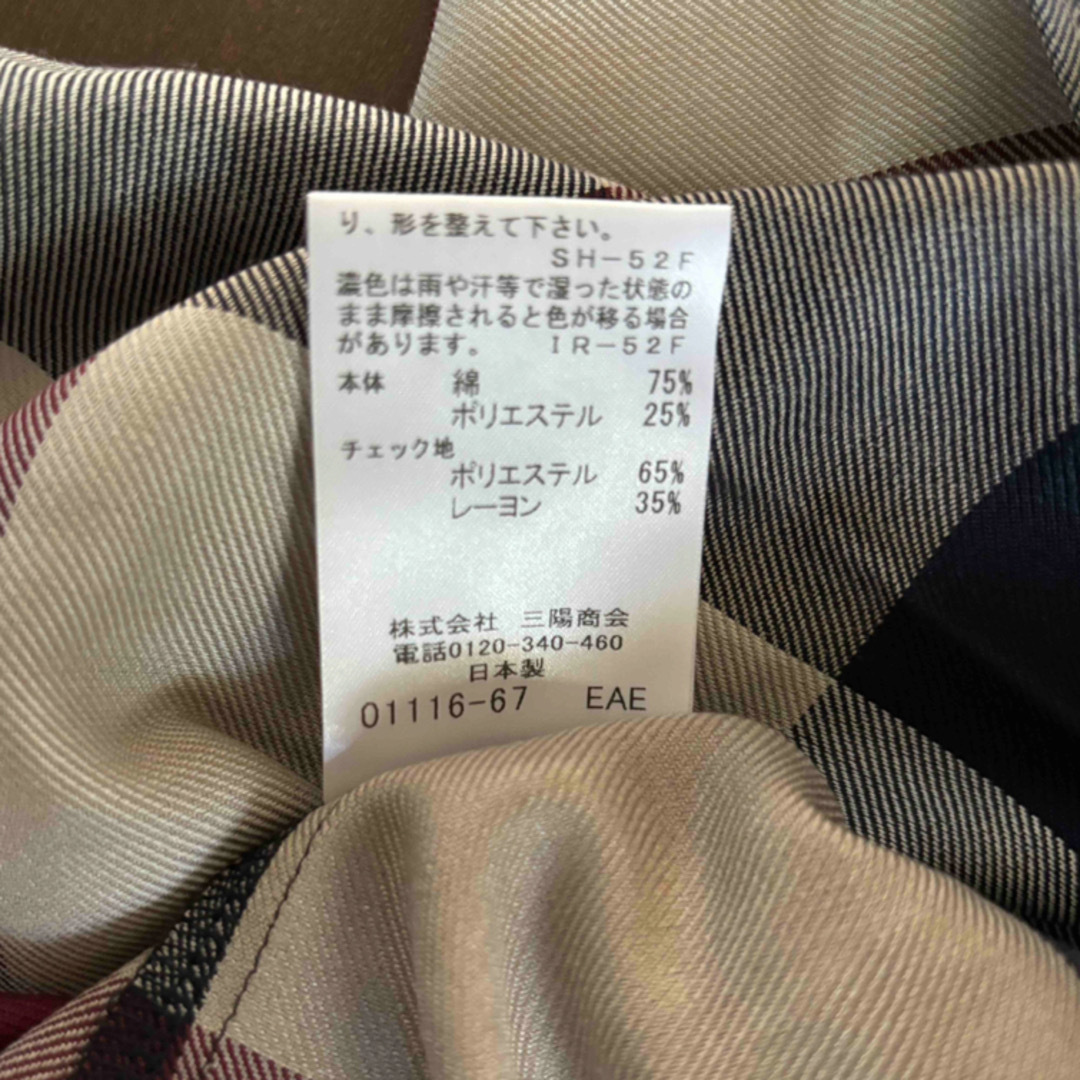 り、形を整えて下さい。
SH−52F
濃色は雨や汗等で湿った状態の
まま摩擦されると色が移る場合
があります。 IR−52F
本体 綿 75%
ポリエステル 25%
チェック地
ポリエステル 65%
レーヨン 35%
株式会社 三陽商会
電話0120-340-460
日本製
01116-67 EAE